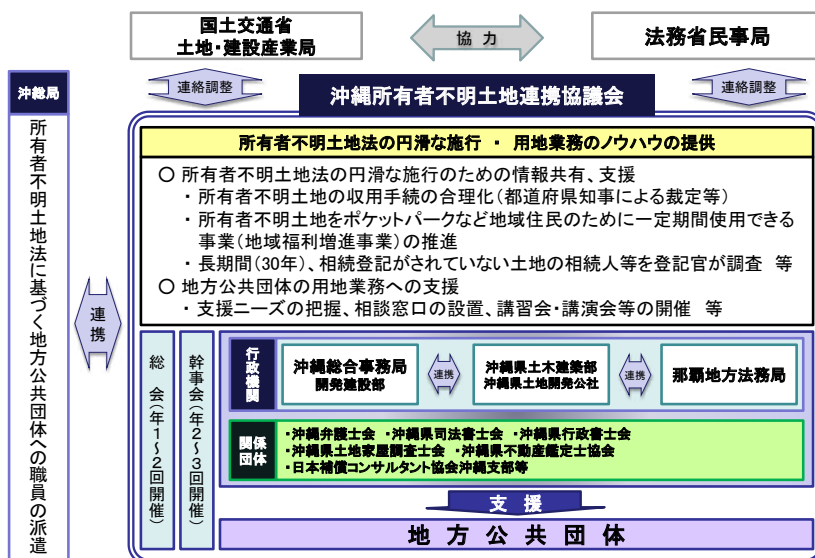 国土交通省
土地・建設産業局
協 力
法務省民事局
連絡調整
連絡調整
沖総局
所有者不明土地法に基づく地方公共団体への職員の派遣
連携
沖縄所有者不明土地連携協議会
所有者不明土地法の円滑な施行 ・ 用地業務のノウハウの提供
○ 所有者不明土地法の円滑な施行のための情報共有、支援
・ 所有者不明土地の収用手続の合理化(都道府県知事による裁定等)
・ 所有者不明土地をポケットパークなど地域住民のために一定期間使用できる
事業(地域福利増進事業)の推進
・ 長期間(30年)、相続登記がされていない土地の相続人等を登記官が調査 等
○ 地方公共団体の用地業務への支援
・ 支援ニーズの把握、相談窓口の設置、講習会・講演会等の開催 等
総 会(年1~2回開催)
幹事会(年2~3回開催)
行政機関
沖縄総合事務局
開発建設部
連携
沖縄県土木建築部
沖縄県土地開発公社
連携
那覇地方法務局
関係
団体
・沖縄弁護士会 ・沖縄県司法書士会 ・沖縄県行政書士会
・沖縄県土地家屋調査士会 ・沖縄県不動産鑑定士協会
・日本補償コンサルタント協会沖縄支部等
支 援
地 方 公 共 団 体